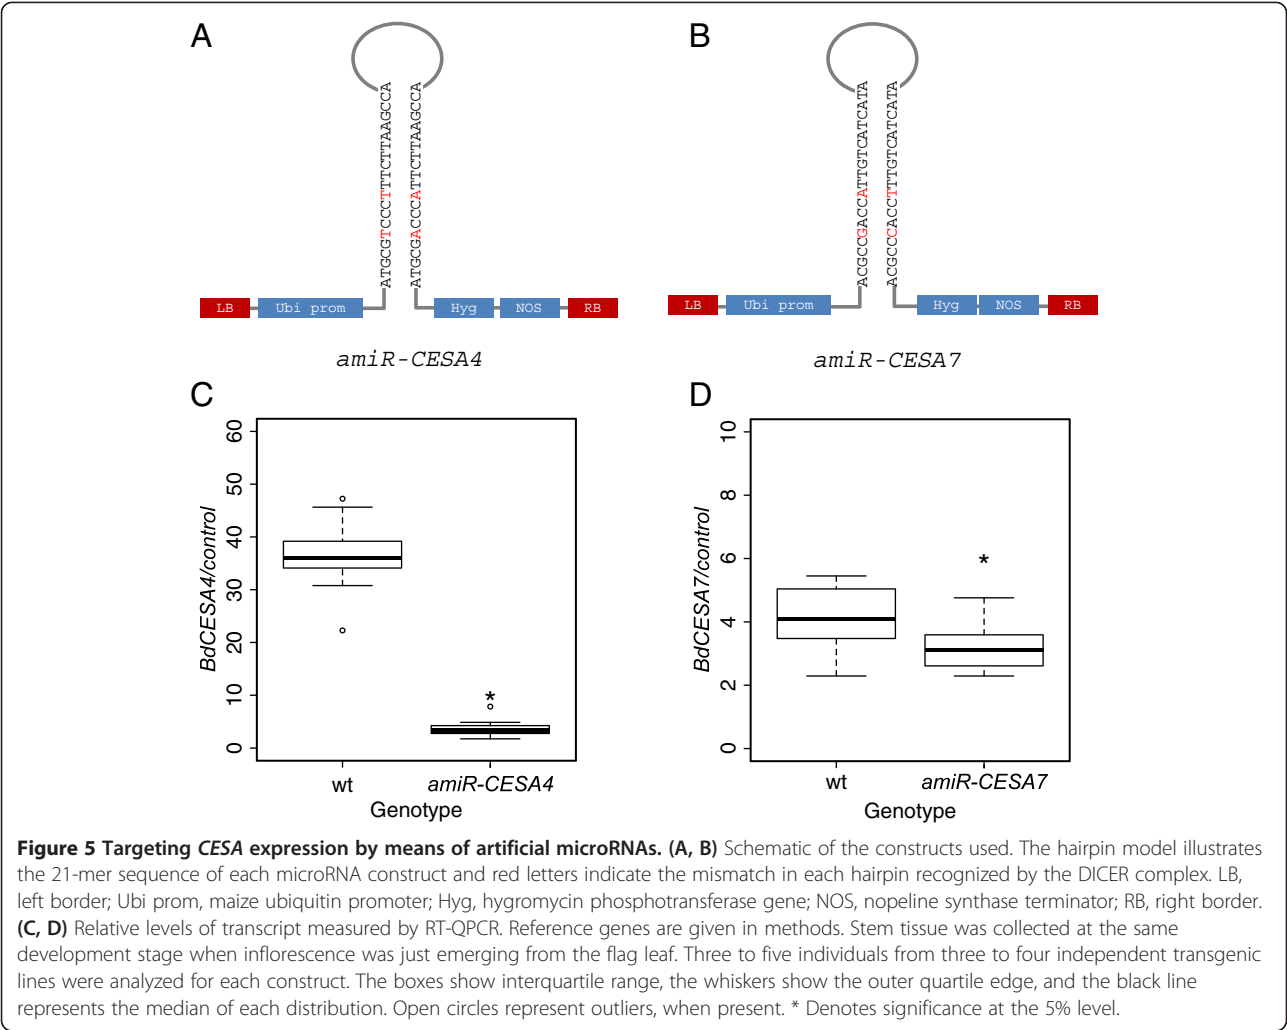 A
ATGCGTCCCTTTCTTAAGCCA
ATGCGACCCATTCTTAAGCCA
LB
Ubi prom
Hyg
NOS
RB
amiR-CESA4
B
ACGCCGACCATTGTCATCATA
ACGCCCACCTTTGTCATCATA
LB
Ubi prom
Hyg
NOS
RB
amiR-CESA7
C
BdCESA4/control
60
50
40
30
20
10
0
*
wt
amiR-CESA4
Genotype
D
BdCESA7/control
10
8
6
4
2
0
*
wt
amiR-CESA7
Genotype
Figure 5 Targeting CESA expression by means of artificial microRNAs. (A, B) Schematic of the constructs used. The hairpin model illustrates
the 21-mer sequence of each microRNA construct and red letters indicate the mismatch in each hairpin recognized by the DICER complex. LB,
left border; Ubi prom, maize ubiquitin promoter; Hyg, hygromycin phosphotransferase gene; NOS, nopeline synthase terminator; RB, right border.
(C, D) Relative levels of transcript measured by RT-QPCR. Reference genes are given in methods. Stem tissue was collected at the same
development stage when inflorescence was just emerging from the flag leaf. Three to five individuals from three to four independent transgenic
lines were analyzed for each construct. The boxes show interquartile range, the whiskers show the outer quartile edge, and the black line
represents the median of each distribution. Open circles represent outliers, when present. * Denotes significance at the 5% level.